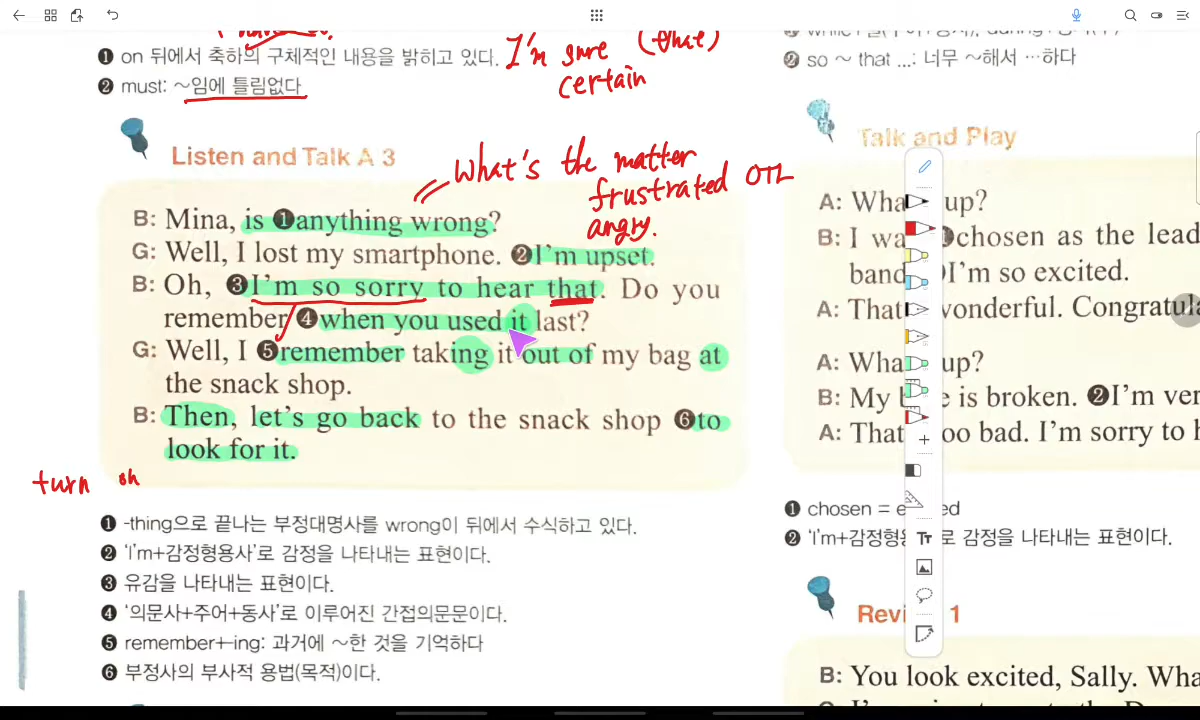 ❶ on 뒤에서 축하의 구체적인 내용을 밝히고 있다.
I'm sure (that)
certain
❷ must: ~임에 틀림없다
❷ so ~ that ...: 너무 ~해서 …하다
Listen and Talk A 3
What's the matter
frustrated OTL
angry.
B: Mina, is ❶anything wrong?
G: Well, I lost my smartphone. ❷I'm upset.
B: Oh, ❸I'm so sorry to hear that. Do you
remember ❹when you used it last?
G: Well, I ❺remember taking it out of my bag at
the snack shop.
B: Then, let's go back to the snack shop ❻to
look for it.
turn on
❶ -thing으로 끝나는 부정대명사를 wrong이 뒤에서 수식하고 있다.
❷ 'I'm+감정형용사'로 감정을 나타내는 표현이다.
❸ 유감을 나타내는 표현이다.
❹ '의문사+주어+동사'로 이루어진 간접의문문이다.
❺ remember+-ing: 과거에 ~한 것을 기억하다
❻ 부정사의 부사적 용법(목적)이다.
Talk and Play
A: Wha up?
B: I wa chosen as the lead
band I'm so excited.
A: That wonderful. Congratula
A: Wha up?
B: My is broken. ❷I'm ver
A: That oo bad. I'm sorry to h
❶ chosen = e ed
❷ 'I'm+감정형용 로 감정을 나타내는 표현이다.
Tт
Revi 1
B: You look excited, Sally. Wha